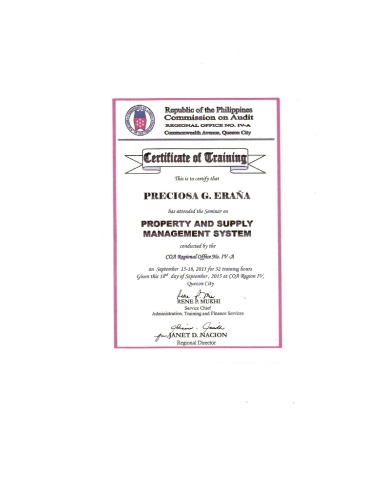 Republic of the Philippines
Commission on Audit
REGIONAL OFFICE NO. IV-A
Commonwealth Avenue, Quezon City
Certificate of Training
This is to certify that
PRECIOSA G. ERAÑA
has attended the Seminar on
PROPERTY AND SUPPLY
MANAGEMENT SYSTEM
conducted by the
COA Regional Office No. IV-A
on September 15-18, 2015 for 32 training hours
Given this 18th day of September, 2015 at COA Region IV,
Quezon City
RENE P. MUKHI
Service Chief
Administration, Training and Finance Services
for JANET D. NACION
Regional Director